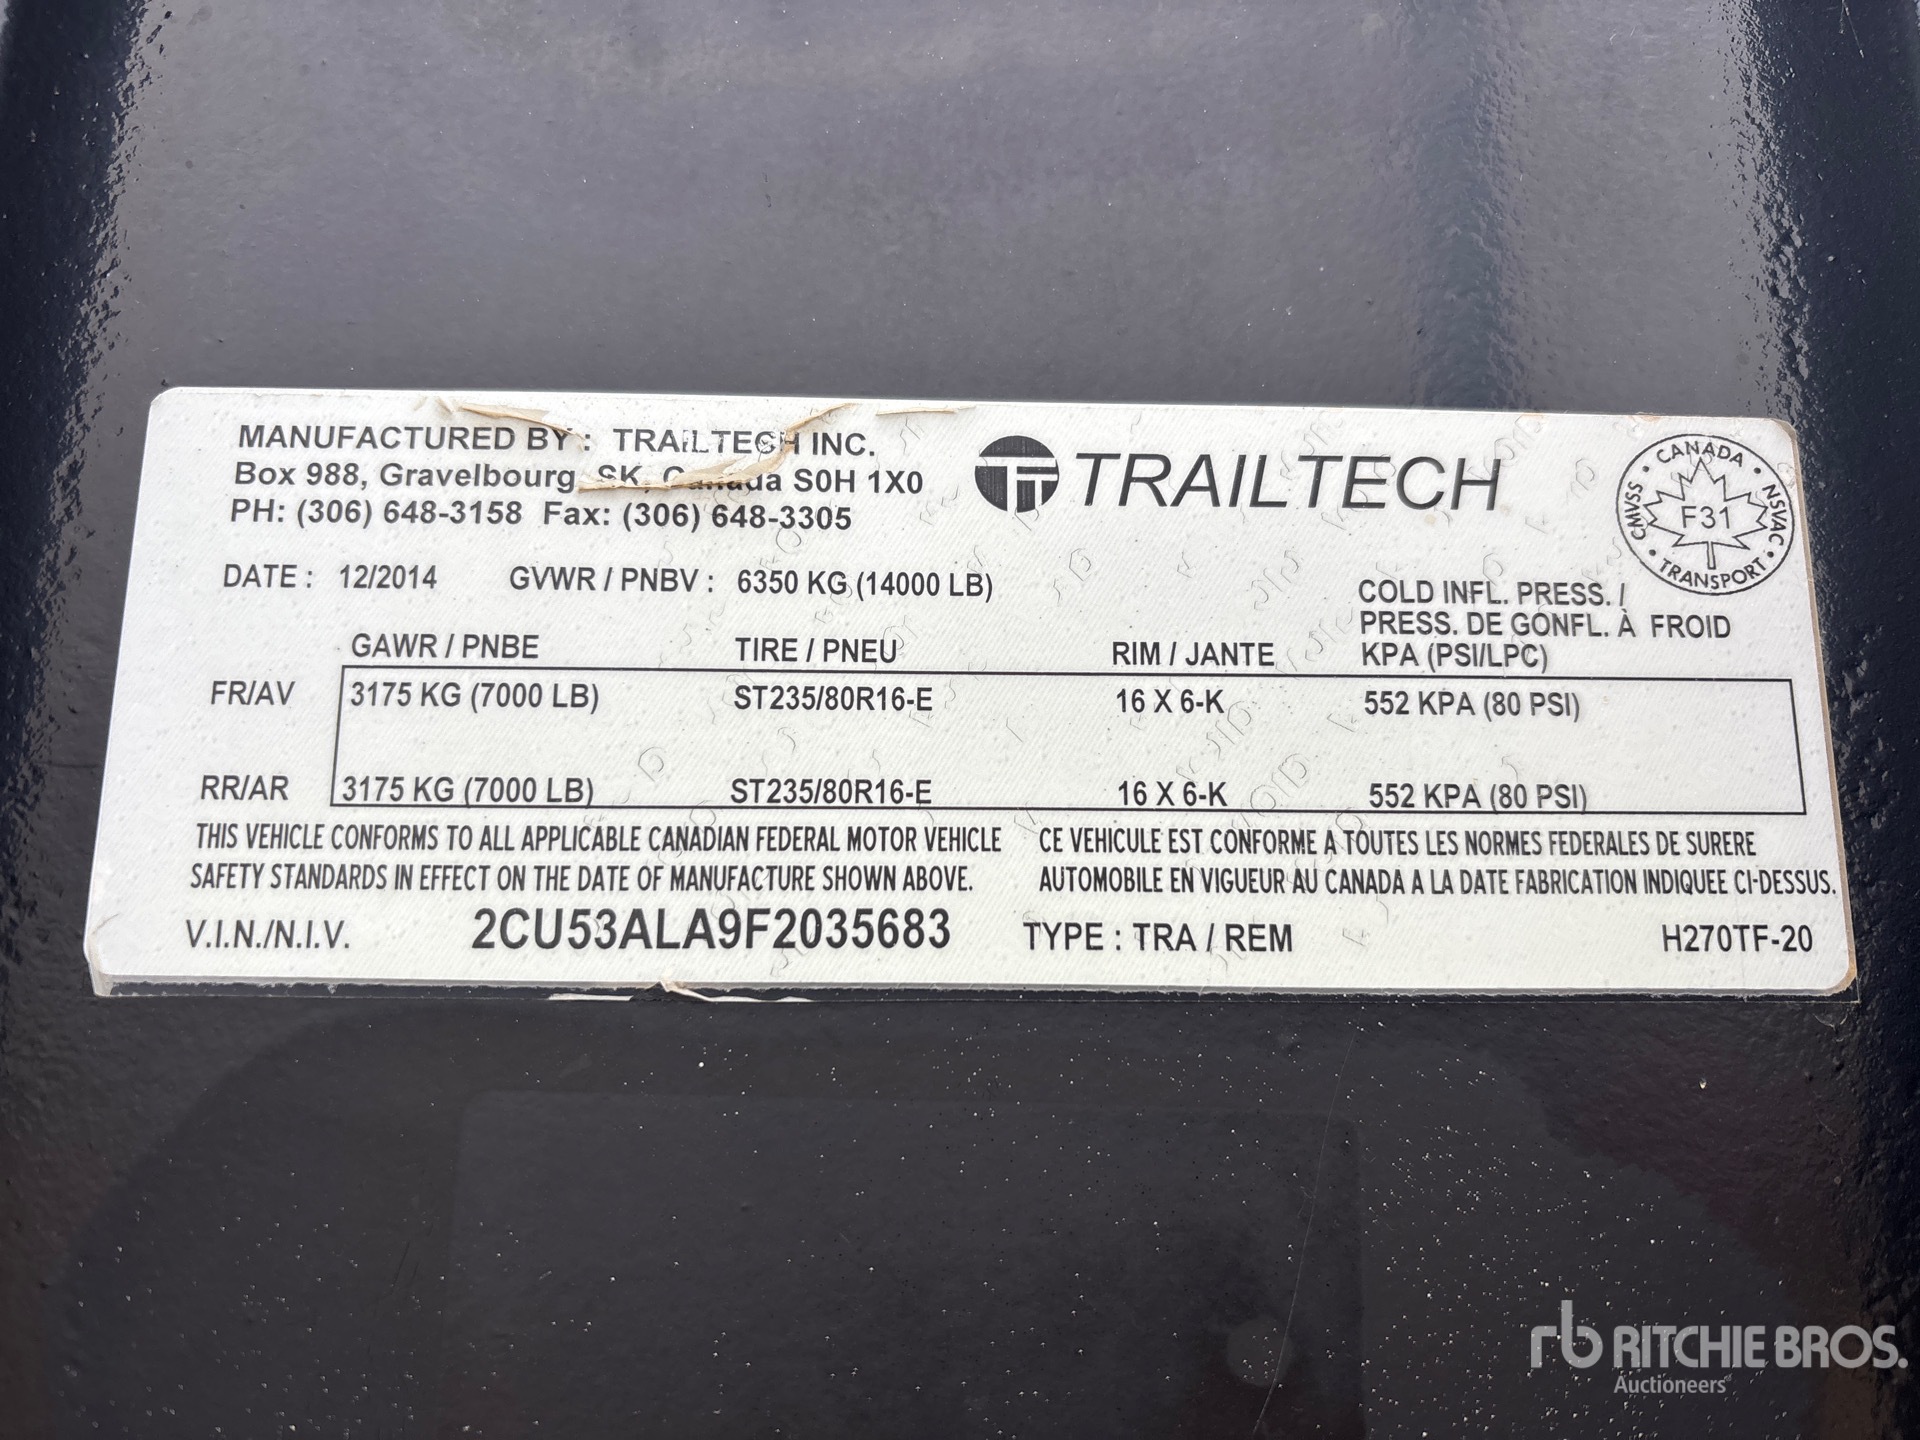 MANUFACTURED BY : TRAILTECH INC.
Box 988, Gravelbourg, SK, Canada S0H 1X0
PH: (306) 648-3158 Fax: (306) 648-3305
TRAILTECH
CANADA
CMVSS • F31 • NSVAC
TRANSPORT
DATE : 12/2014 GVWR / PNBV : 6350 KG (14000 LB)
COLD INFL. PRESS. /
PRESS. DE GONFL. À FROID
GAWR / PNBE TIRE / PNEU RIM / JANTE KPA (PSI/LPC)
FR/AV 3175 KG (7000 LB) ST235/80R16-E 16 X 6-K 552 KPA (80 PSI)
RR/AR 3175 KG (7000 LB) ST235/80R16-E 16 X 6-K 552 KPA (80 PSI)
THIS VEHICLE CONFORMS TO ALL APPLICABLE CANADIAN FEDERAL MOTOR VEHICLE
SAFETY STANDARDS IN EFFECT ON THE DATE OF MANUFACTURE SHOWN ABOVE.
CE VEHICULE EST CONFORME A TOUTES LES NORMES FEDERALES DE SURERE
AUTOMOBILE EN VIGUEUR AU CANADA A LA DATE FABRICATION INDIQUEE CI-DESSUS.
V.I.N./N.I.V. 2CU53ALA9F2035683 TYPE : TRA / REM H270TF-20
rb RITCHIE BROS.
Auctioneers